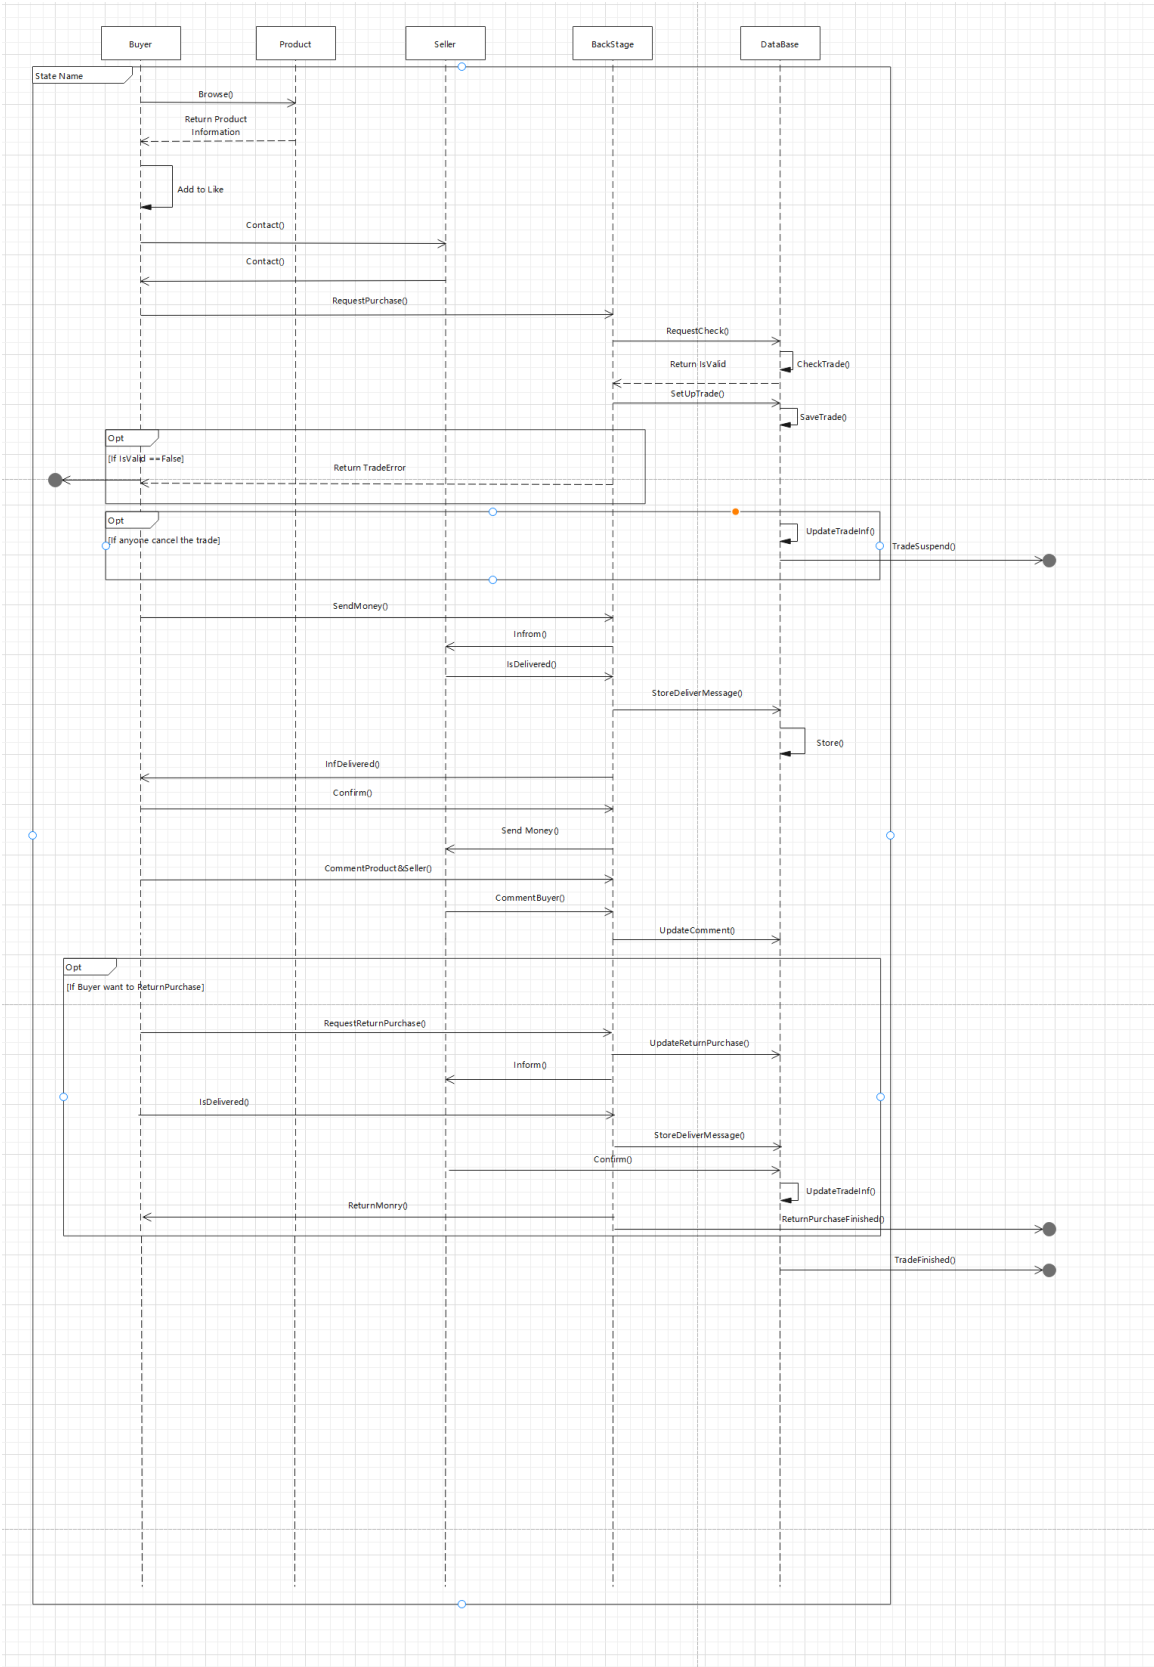 Buyer
Product
Seller
BackStage
DataBase
State Name
Browse()
Return Product
Information
Add to Like
Contact()
Contact()
RequestPurchase()
RequestCheck()
CheckTrade()
Return IsValid
SetUpTrade()
SaveTrade()
Opt
[If IsValid ==False]
Return TradeError
Opt
[If anyone cancel the trade]
UpdateTradeInf()
TradeSuspend()
SendMoney()
Infrom()
IsDelivered()
StoreDeliverMessage()
Store()
InfDelivered()
Confirm()
Send Money()
CommentProduct&Seller()
CommentBuyer()
UpdateComment()
Opt
[If Buyer want to ReturnPurchase]
RequestReturnPurchase()
UpdateReturnPurchase()
Inform()
IsDelivered()
StoreDeliverMessage()
Confirm()
UpdateTradeInf()
ReturnMonry()
ReturnPurchaseFinished()
TradeFinished()